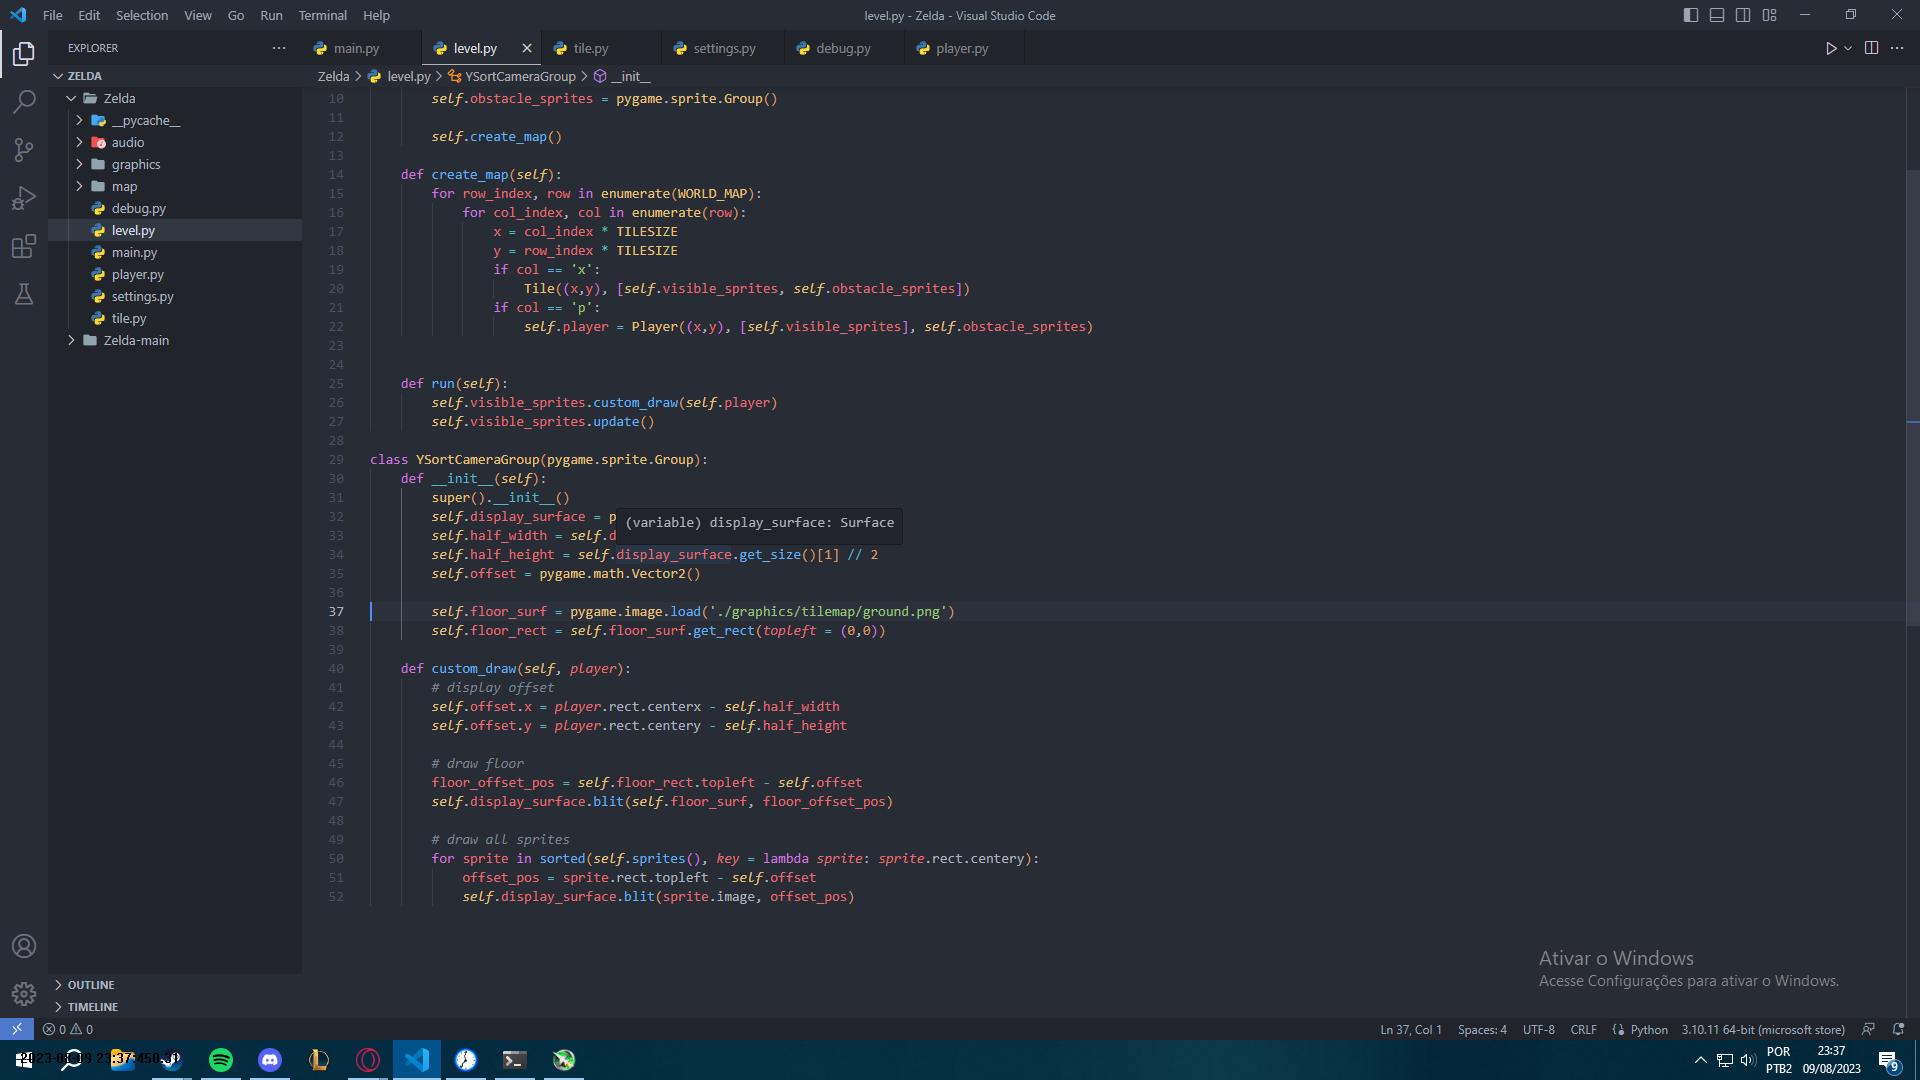 File Edit Selection View Go Run Terminal Help
level.py - Zelda - Visual Studio Code
EXPLORER
main.py
level.py
tile.py
settings.py
debug.py
player.py
ZELDA
Zelda
__pycache__
audio
graphics
map
debug.py
level.py
main.py
player.py
settings.py
tile.py
Zelda-main
OUTLINE
TIMELINE
Zelda > level.py > YSortCameraGroup > __init__
10 self.obstacle_sprites = pygame.sprite.Group()
11
12 self.create_map()
13
14 def create_map(self):
15 for row_index, row in enumerate(WORLD_MAP):
16 for col_index, col in enumerate(row):
17 x = col_index * TILESIZE
18 y = row_index * TILESIZE
19 if col == 'x':
20 Tile((x,y), [self.visible_sprites, self.obstacle_sprites])
21 if col == 'p':
22 self.player = Player((x,y), [self.visible_sprites], self.obstacle_sprites)
23
24
25 def run(self):
26 self.visible_sprites.custom_draw(self.player)
27 self.visible_sprites.update()
28
29 class YSortCameraGroup(pygame.sprite.Group):
30 def __init__(self):
31 super().__init__()
32 self.display_surface = p
(variable) display_surface: Surface
33 self.half_width = self.d
34 self.half_height = self.display_surface.get_size()[1] // 2
35 self.offset = pygame.math.Vector2()
36
37 self.floor_surf = pygame.image.load('./graphics/tilemap/ground.png')
38 self.floor_rect = self.floor_surf.get_rect(topleft = (0,0))
39
40 def custom_draw(self, player):
41 # display offset
42 self.offset.x = player.rect.centerx - self.half_width
43 self.offset.y = player.rect.centery - self.half_height
44
45 # draw floor
46 floor_offset_pos = self.floor_rect.topleft - self.offset
47 self.display_surface.blit(self.floor_surf, floor_offset_pos)
48
49 # draw all sprites
50 for sprite in sorted(self.sprites(), key = lambda sprite: sprite.rect.centery):
51 offset_pos = sprite.rect.topleft - self.offset
52 self.display_surface.blit(sprite.image, offset_pos)
Ativar o Windows
Acesse Configurações para ativar o Windows.
0 0
Ln 37, Col 1 Spaces: 4 UTF-8 CRLF Python 3.10.11 64-bit (microsoft store)
POR
PTB2
23:37
09/08/2023
9